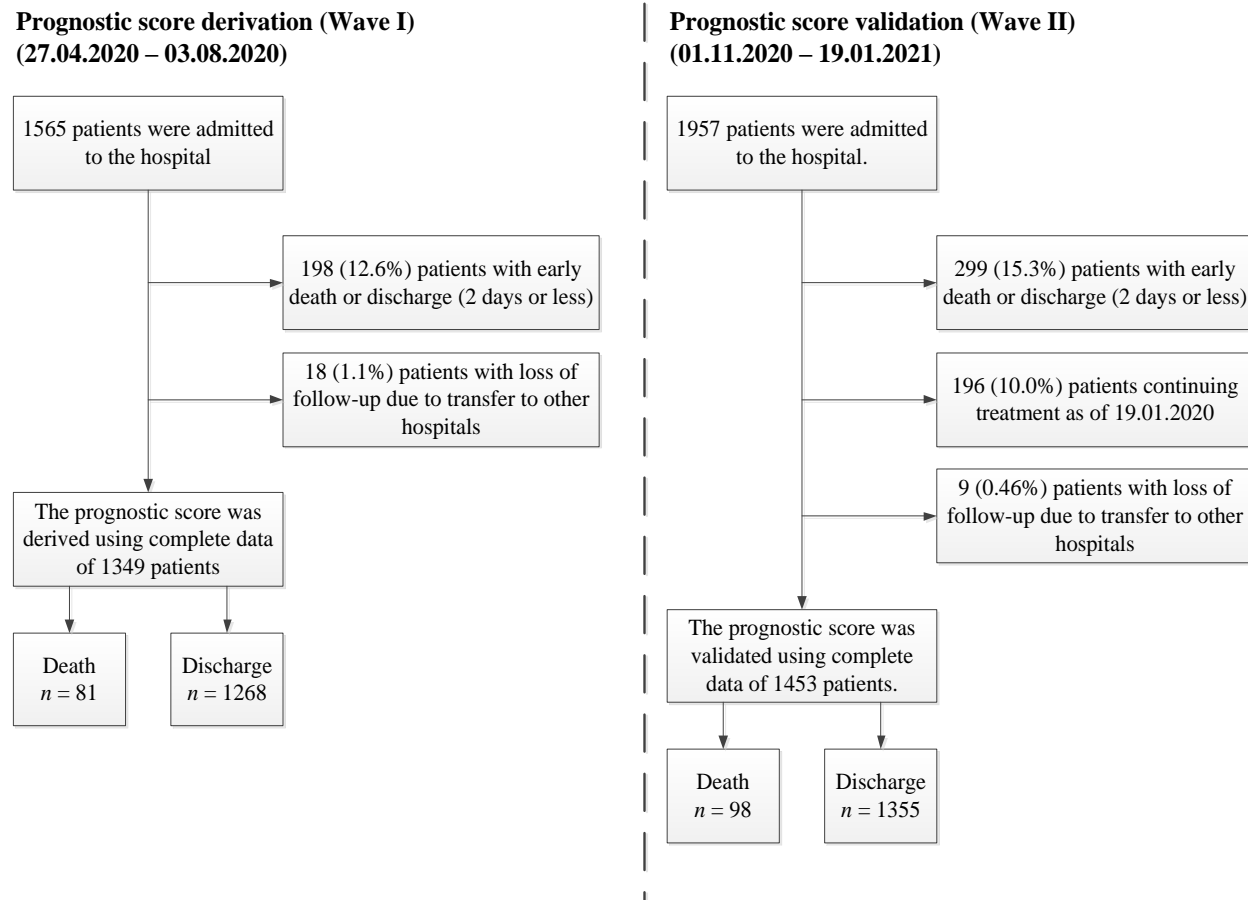 Prognostic score derivation (Wave I)
(27.04.2020 – 03.08.2020)
1565 patients were admitted
to the hospital
198 (12.6%) patients with early
death or discharge (2 days or less)
18 (1.1%) patients with loss of
follow-up due to transfer to other
hospitals
The prognostic score was
derived using complete data
of 1349 patients
Death
n = 81
Discharge
n = 1268
Prognostic score validation (Wave II)
(01.11.2020 – 19.01.2021)
1957 patients were admitted
to the hospital.
299 (15.3%) patients with early
death or discharge (2 days or less)
196 (10.0%) patients continuing
treatment as of 19.01.2020
9 (0.46%) patients with loss of
follow-up due to transfer to other
hospitals
The prognostic score was
validated using complete
data of 1453 patients.
Death
n = 98
Discharge
n = 1355